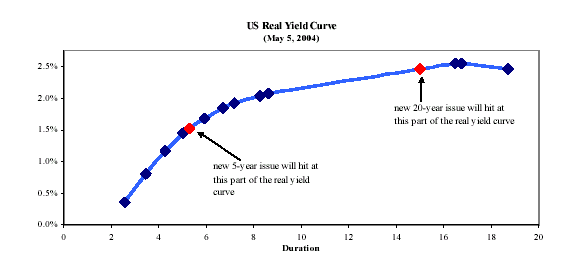 US Real Yield Curve
(May 5, 2004)
2.5%
2.0%
1.5%
1.0%
0.5%
0.0%
new 20-year issue will hit at
this part of the real yield curve
new 5-year issue will hit at
this part of the real yield
curve
0 2 4 6 8 10 12 14 16 18 20
Duration